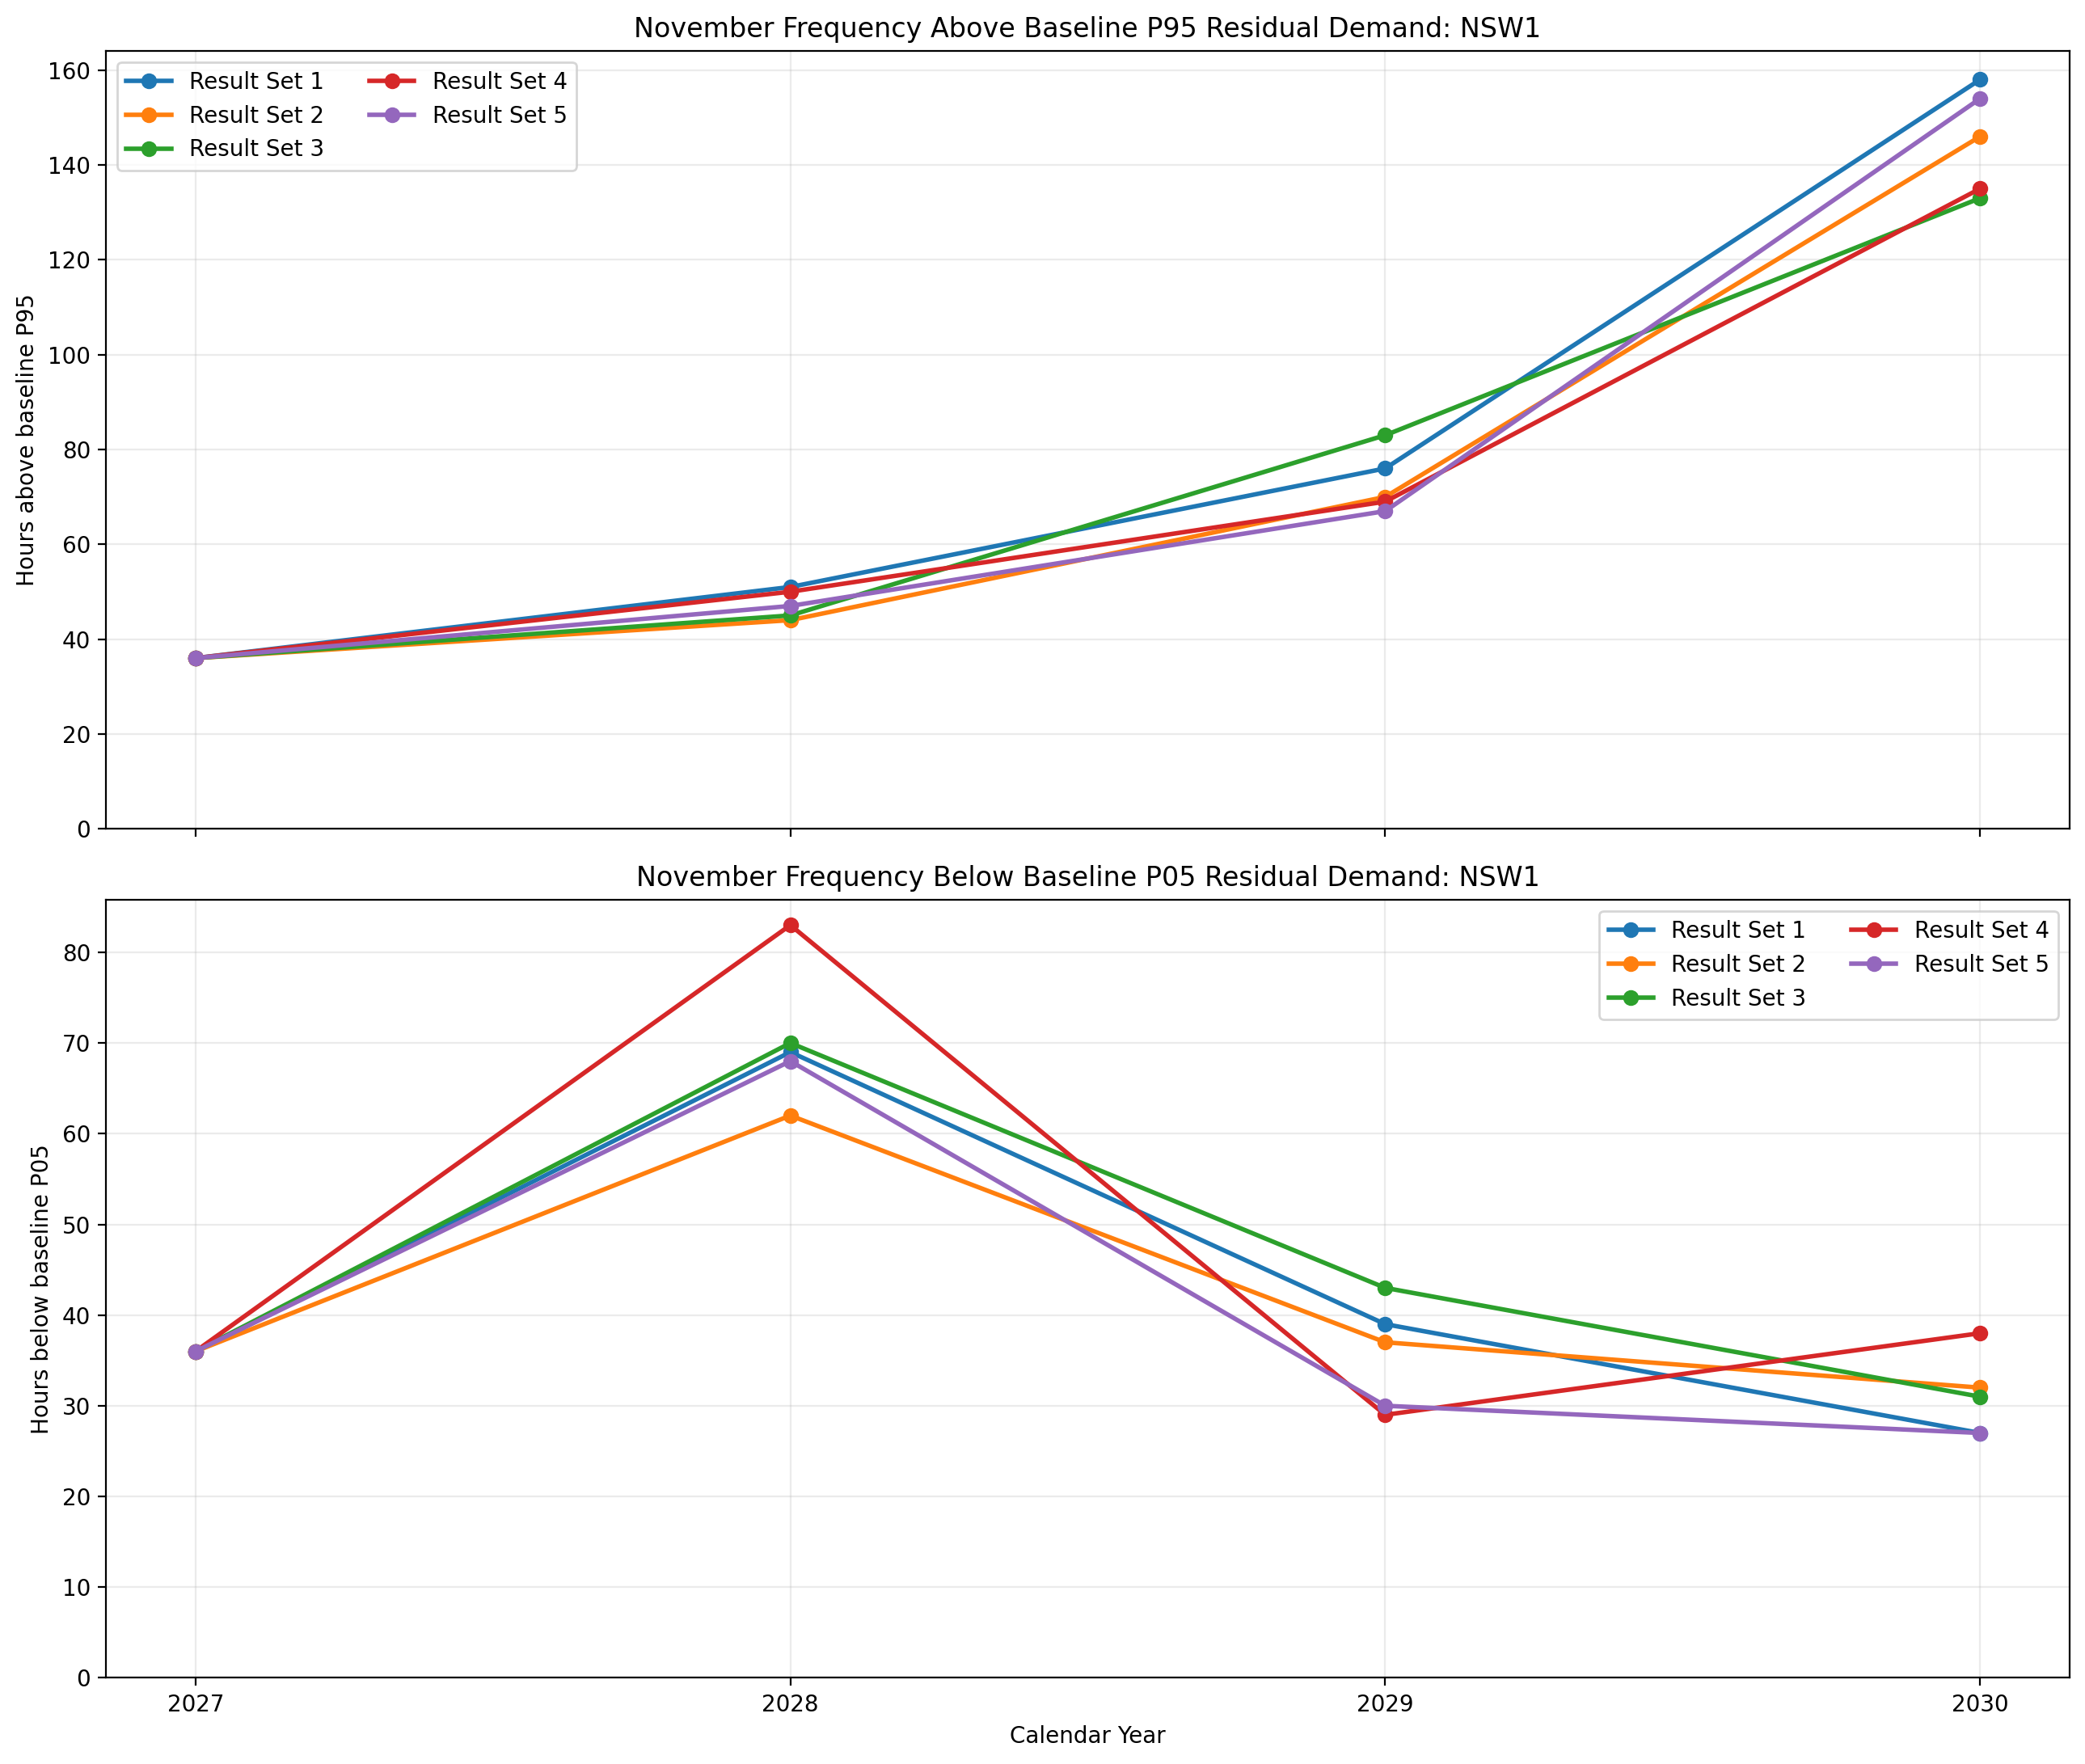 November Frequency Above Baseline P95 Residual Demand: NSW1
Hours above baseline P95
160
140
120
100
80
60
40
20
0
Result Set 1
Result Set 2
Result Set 3
Result Set 4
Result Set 5
November Frequency Below Baseline P05 Residual Demand: NSW1
Hours below baseline P05
80
70
60
50
40
30
20
10
0
Result Set 1
Result Set 2
Result Set 3
Result Set 4
Result Set 5
2027
2028
2029
2030
Calendar Year